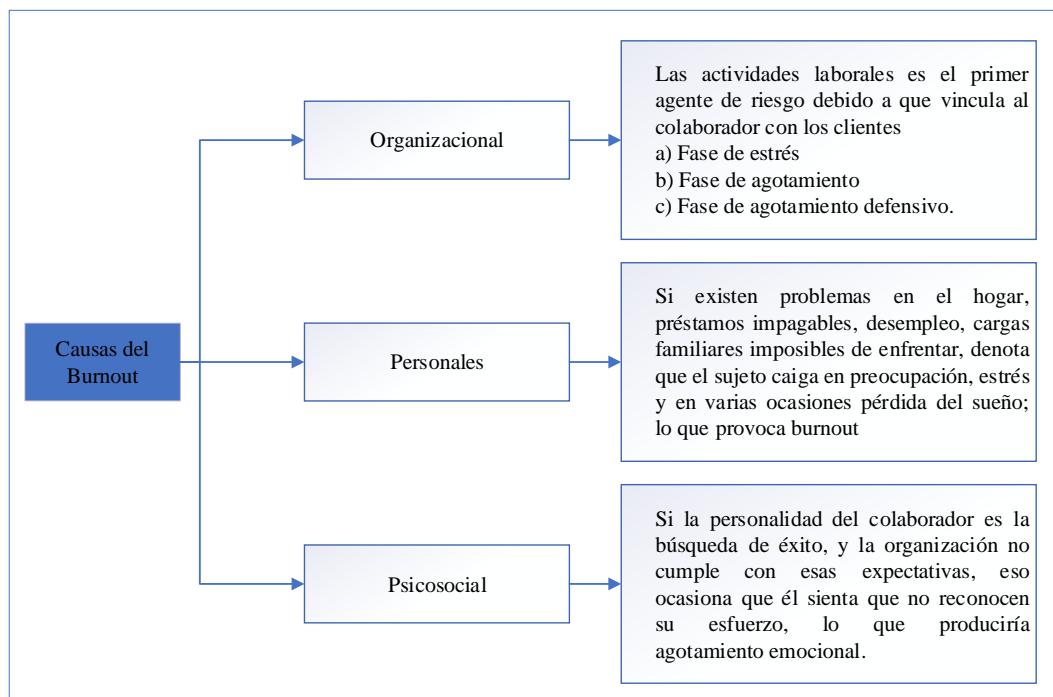 Causas del
Burnout
Organizacional
Las actividades laborales es el primer
agente de riesgo debido a que vincula al
colaborador con los clientes
a) Fase de estrés
b) Fase de agotamiento
c) Fase de agotamiento defensivo.
Personales
Si existen problemas en el hogar,
préstamos impagables, desempleo, cargas
familiares imposibles de enfrentar, denota
que el sujeto caiga en preocupación, estrés
y en varias ocasiones pérdida del sueño;
lo que provoca burnout
Psicosocial
Si la personalidad del colaborador es la
búsqueda de éxito, y la organización no
cumple con esas expectativas, eso
ocasiona que él sienta que no reconocen
su esfuerzo, lo que produciría
agotamiento emocional.